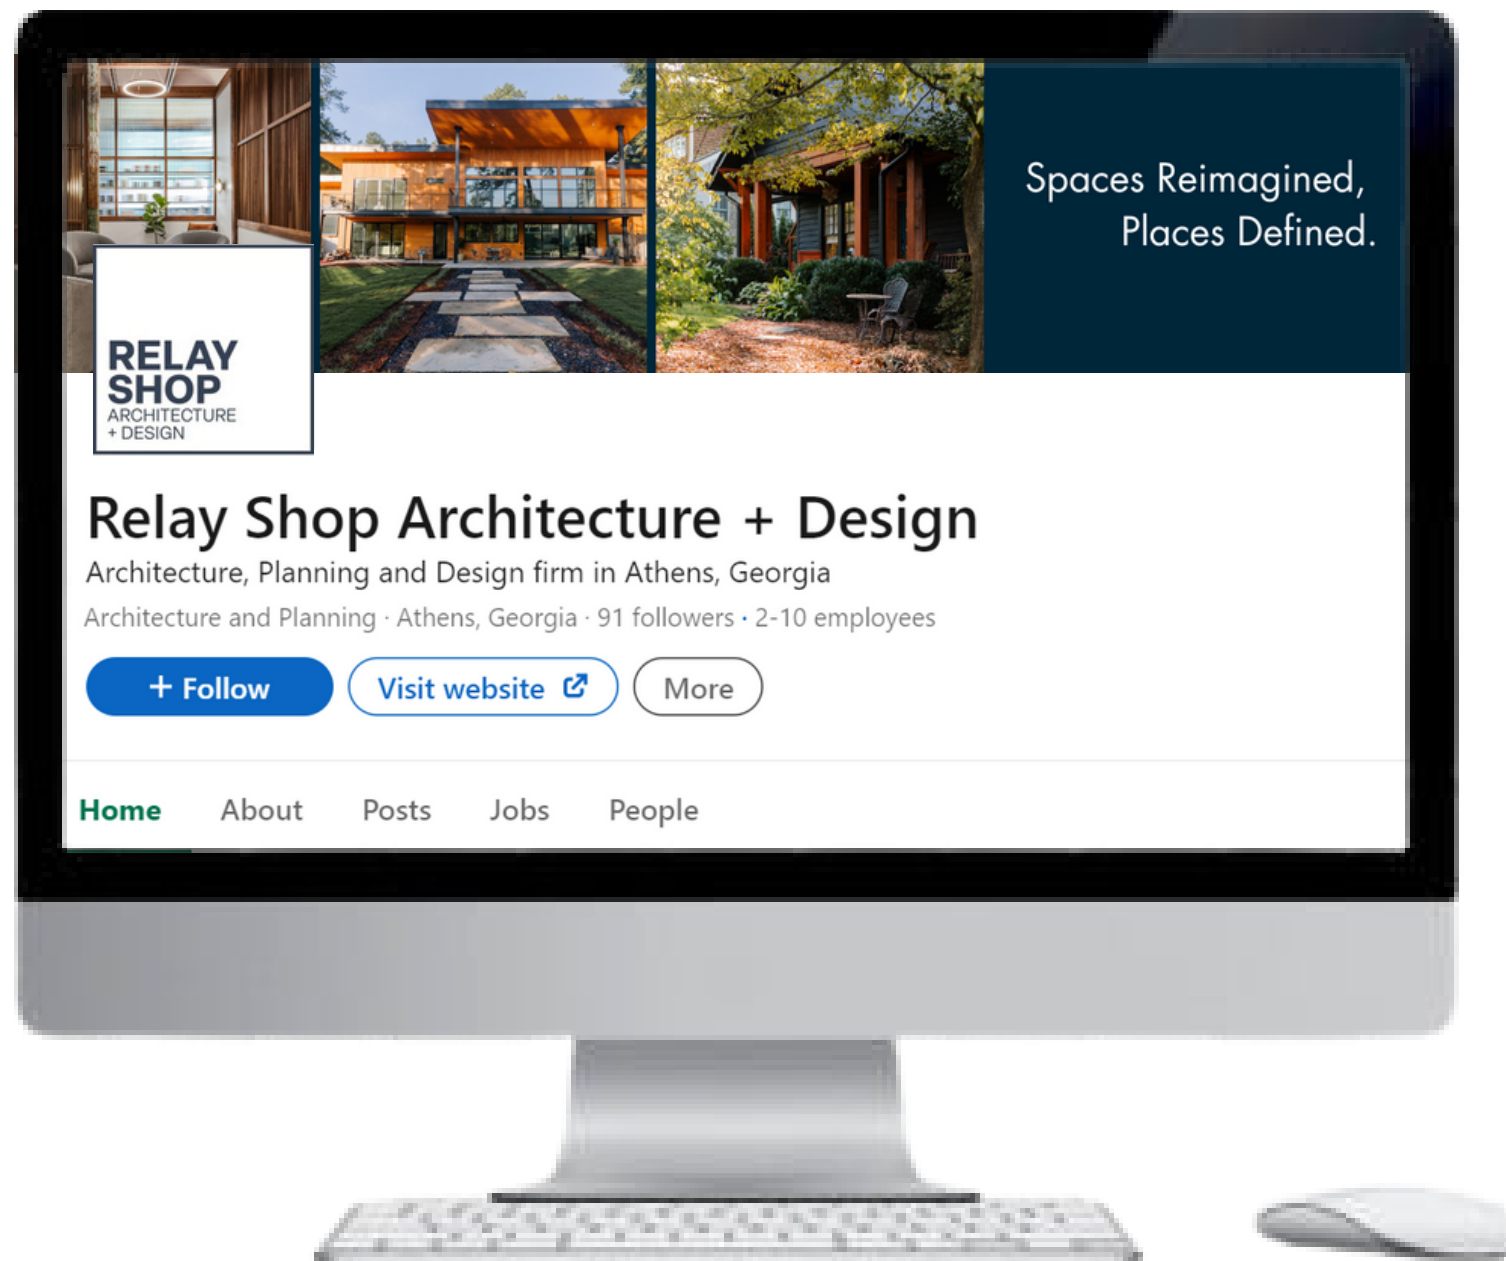 Spaces Reimagined,
Places Defined.
RELAY
SHOP
ARCHITECTURE
+ DESIGN
Relay Shop Architecture + Design
Architecture, Planning and Design firm in Athens, Georgia
Architecture and Planning · Athens, Georgia · 91 followers · 2-10 employees
+ Follow Visit website More
Home About Posts Jobs People